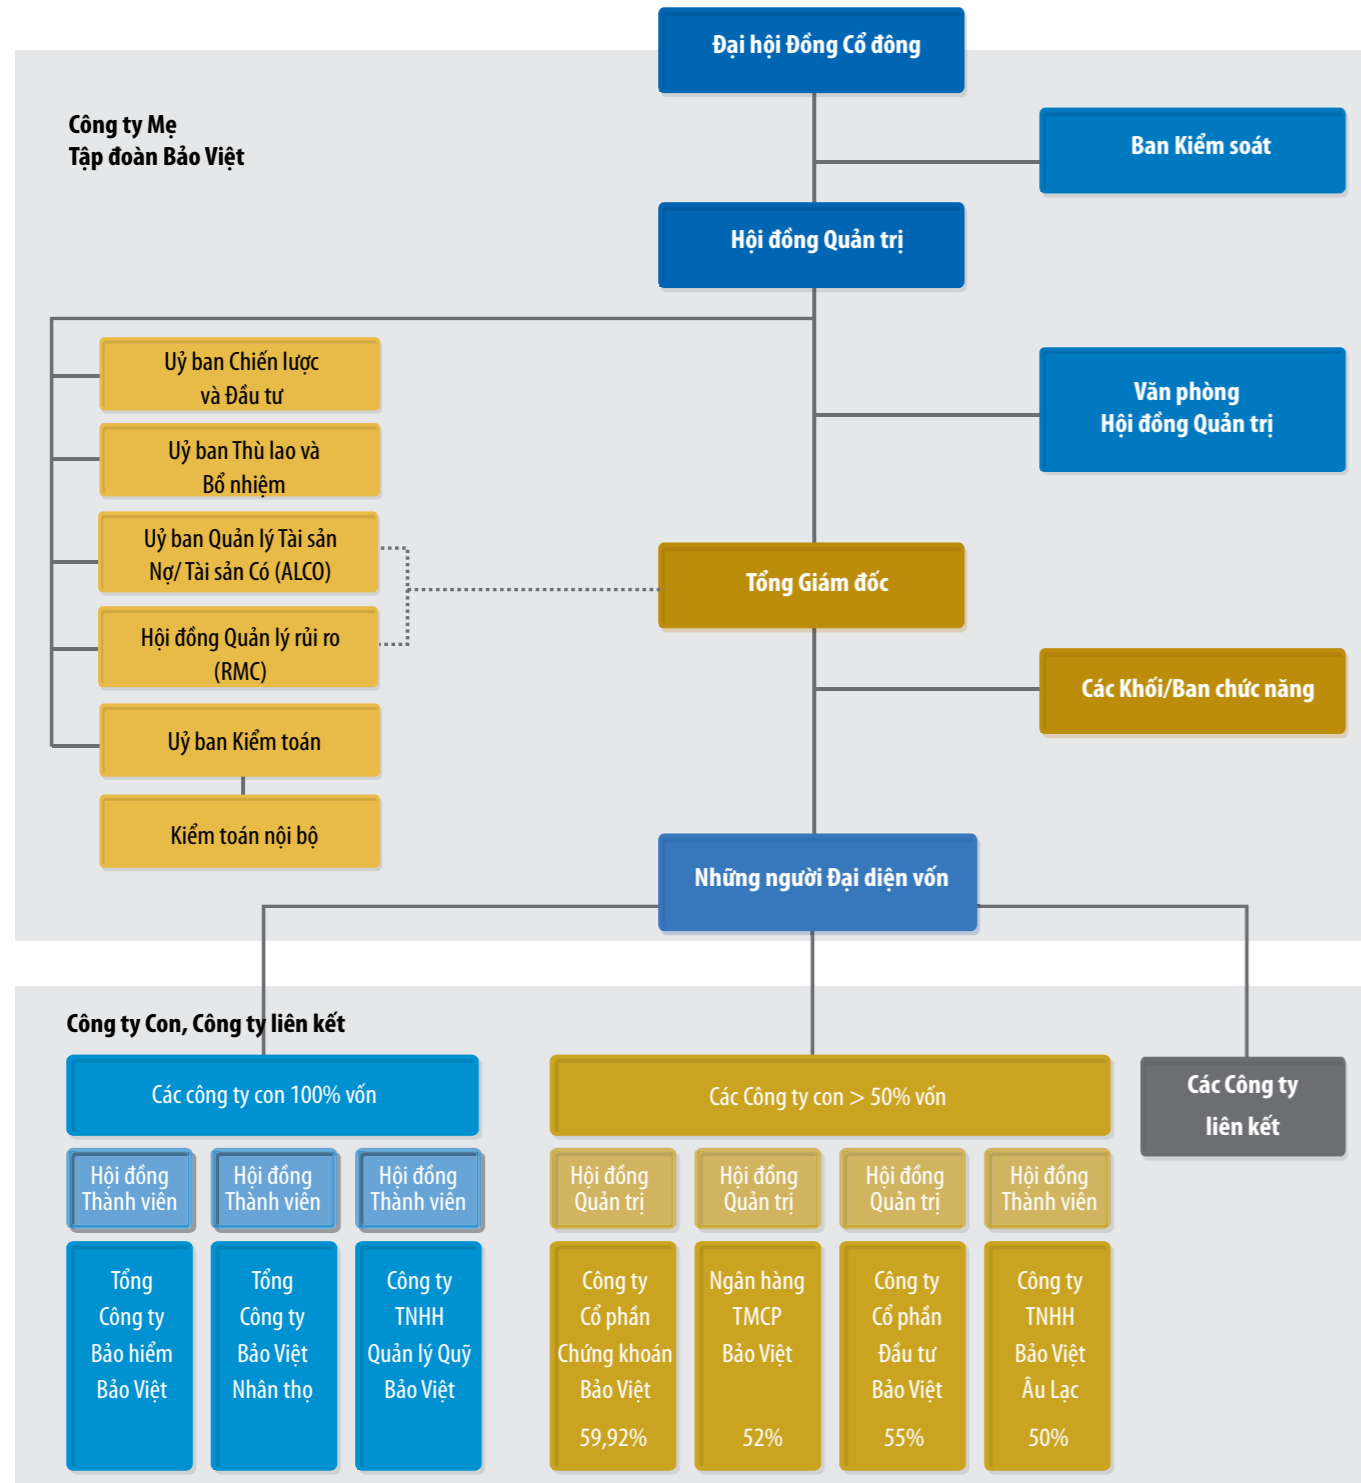 Đại hội Đồng Cổ đông
Công ty Mẹ
Tập đoàn Bảo Việt
Ban Kiểm soát
Hội đồng Quản trị
Uỷ ban Chiến lược
và Đầu tư
Văn phòng
Hội đồng Quản trị
Uỷ ban Thù lao và
Bổ nhiệm
Uỷ ban Quản lý Tài sản
Nợ/ Tài sản Có (ALCO)
Tổng Giám đốc
Hội đồng Quản lý rủi ro
(RMC)
Các Khối/Ban chức năng
Uỷ ban Kiểm toán
Kiểm toán nội bộ
Những người Đại diện vốn
Công ty Con, Công ty liên kết
Các công ty con 100% vốn
Các Công ty con > 50% vốn
Các Công ty
liên kết
Hội đồng
Thành viên
Hội đồng
Thành viên
Hội đồng
Thành viên
Hội đồng
Quản trị
Hội đồng
Quản trị
Hội đồng
Quản trị
Hội đồng
Thành viên
Tổng
Công ty
Bảo hiểm
Bảo Việt
Tổng
Công ty
Bảo Việt
Nhân thọ
Công ty
TNHH
Quản lý Quỹ
Bảo Việt
Công ty
Cổ phần
Chứng khoán
Bảo Việt
59,92%
Ngân hàng
TMCP
Bảo Việt
52%
Công ty
Cổ phần
Đầu tư
Bảo Việt
55%
Công ty
TNHH
Bảo Việt
Âu Lạc
50%